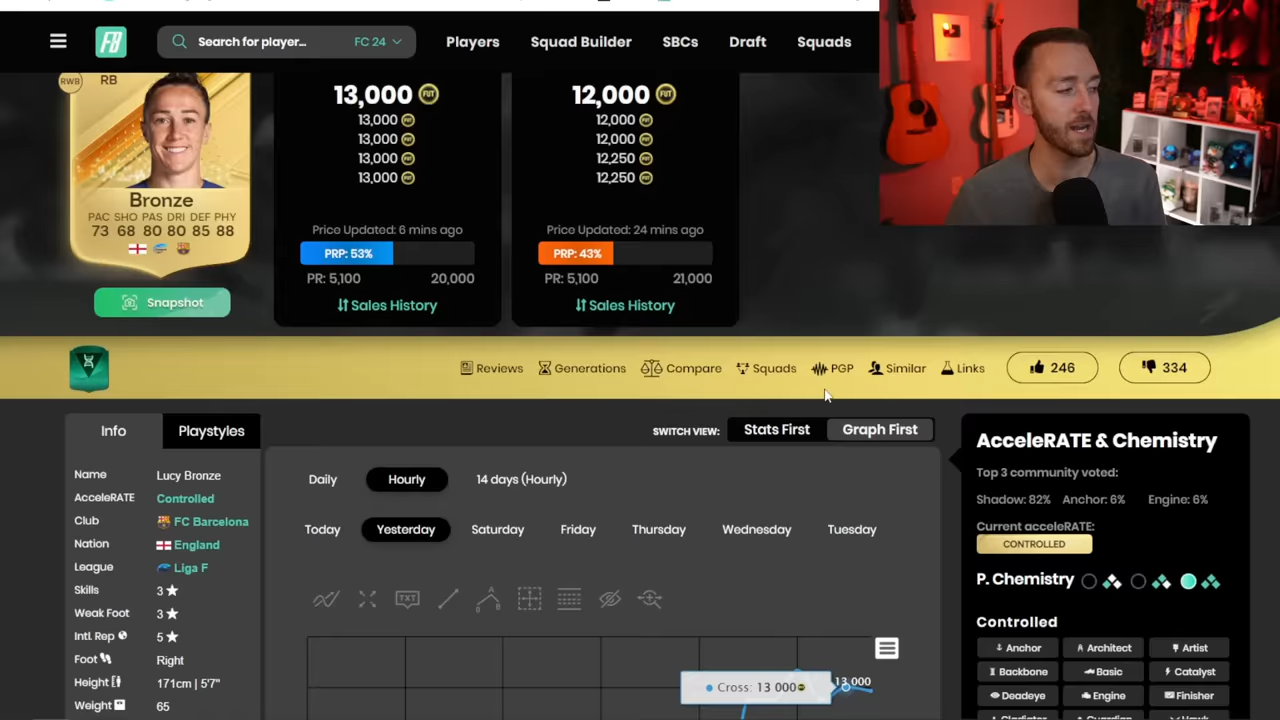 FB
Search for player...
FC 24
Players
Squad Builder
SBCs
Draft
Squads
RWB
RB
Bronze
PAC SHO PAS DRI DEF PHY
73 68 80 80 85 88
Snapshot
13,000
13,000
13,000
13,000
13,000
Price Updated: 6 mins ago
PRP: 53%
PR: 5,100
20,000
Sales History
12,000
12,000
12,000
12,250
12,250
Price Updated: 24 mins ago
PRP: 43%
PR: 5,100
21,000
Sales History
Reviews
Generations
Compare
Squads
PGP
Similar
Links
246
334
Info
Playstyles
Name Lucy Bronze
AcceleRATE Controlled
Club FC Barcelona
Nation England
League Liga F
Skills 3
Weak Foot 3
Intl. Rep 5
Foot Right
Height 171cm | 5'7"
Weight 65
SWITCH VIEW:
Stats First
Graph First
Daily
Hourly
14 days (Hourly)
Today
Yesterday
Saturday
Friday
Thursday
Wednesday
Tuesday
TXT
Cross: 13 000
13 000
AcceleRATE & Chemistry
Top 3 community voted:
Shadow: 82% Anchor: 6% Engine: 6%
Current acceleRATE:
CONTROLLED
P. Chemistry
Controlled
Anchor
Architect
Artist
Backbone
Basic
Catalyst
Deadeye
Engine
Finisher